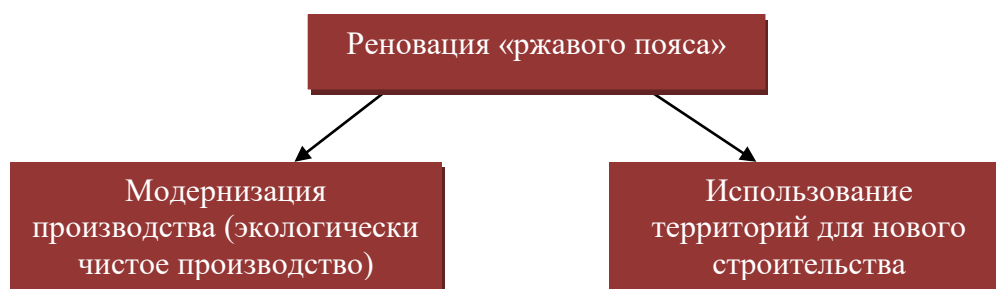 Реновация «ржавого пояса»
Модернизация
производства (экологически
чистое производство)
Использование
территорий для нового
строительства